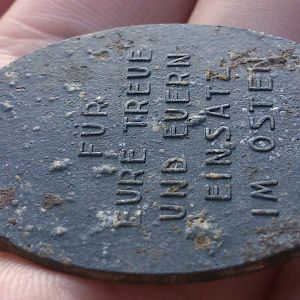 FÜR
EURE TREUE
UND EUERN
EINSATZ
IM OSTEN